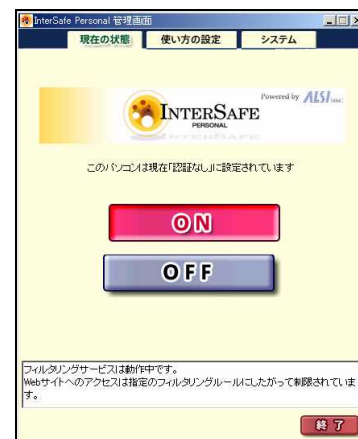 InterSafe Personal 管理画面
現在の状態 使い方の設定 システム
Powered by ALSI
INTERSAFE
PERSONAL
このパソコンは現在「認証なし」に設定されています
ON
OFF
フィルタリングサービスは動作中です。
Webサイトへのアクセスは指定のフィルタリングルールにしたがって制限されていま
す。
終了